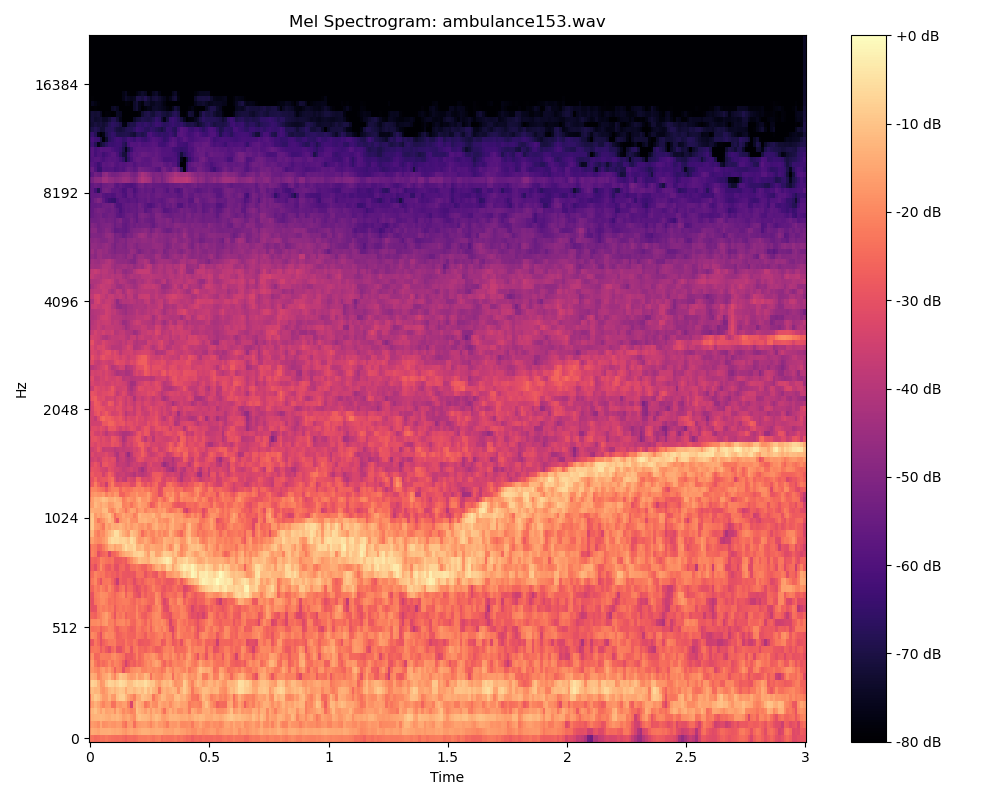 Mel Spectrogram: ambulance153.wav
Hz
16384
8192
4096
2048
1024
512
0
0
0.5
1
1.5
2
2.5
3
Time
+0 dB
-10 dB
-20 dB
-30 dB
-40 dB
-50 dB
-60 dB
-70 dB
-80 dB